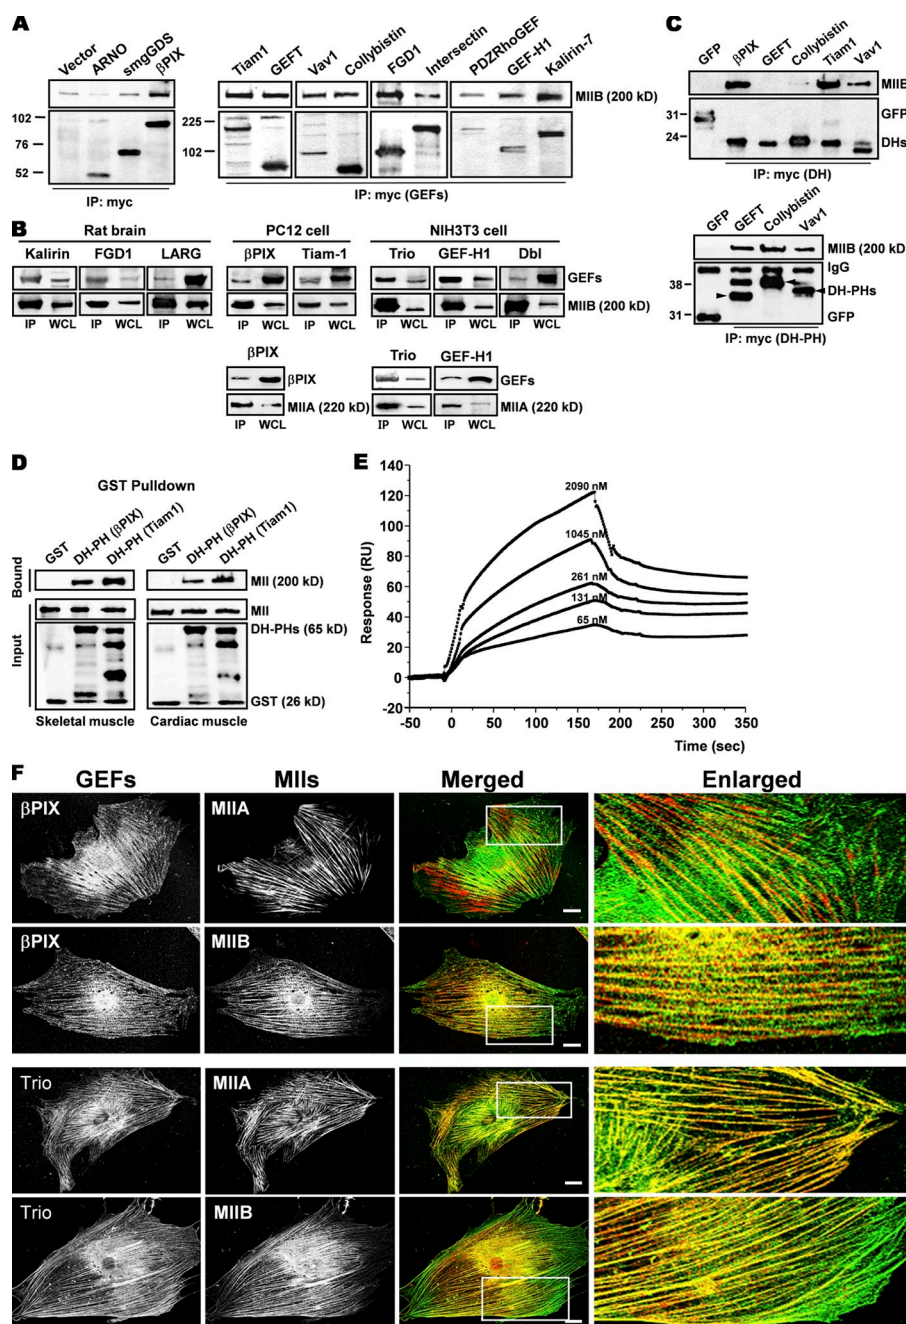 A
Vector
ARNO
smgDS
βPIX
Tiam1
GEFT
Vav1
Collybistin
FGD1
Intersectin
PDZRhoGEF
GEF-H1
Kalirin-7
MIIB (200 kD)
102
76
52
225
102
IP: myc
IP: myc (GEFs)
C
GFP
βPIX
GEFT
Collybistin
Tiam1
Vav1
MIIB
31
24
GFP
DHs
IP: myc (DH)
GFP
GEFT
Collybistin
Vav1
MIIB (200 kD)
IgG
38
DH-PHs
31
GFP
IP: myc (DH-PH)
B
Rat brain PC12 cell NIH3T3 cell
Kalirin FGD1 LARG βPIX Tiam-1 Trio GEF-H1 Dbl
GEFs
MIIB (200 kD)
IP WCL IP WCL IP WCL IP WCL IP WCL IP WCL IP WCL IP WCL
βPIX Trio GEF-H1
βPIX GEFs
MIIA (220 kD) MIIA (220 kD)
IP WCL IP WCL IP WCL
D
GST Pulldown
GST
DH-PH (βPIX)
DH-PH (Tiam1)
GST
DH-PH (βPIX)
DH-PH (Tiam1)
Bound
MII (200 kD)
Input
MII
DH-PHs (65 kD)
GST (26 kD)
Skeletal muscle Cardiac muscle
E
Response (RU)
140
120
100
80
60
40
20
0
-20
2090 nM
1045 nM
261 nM
131 nM
65 nM
-50 0 50 100 150 200 250 300 350
Time (sec)
F
GEFs MIIs Merged Enlarged
βPIX MIIA
βPIX MIIB
Trio MIIA
Trio MIIB